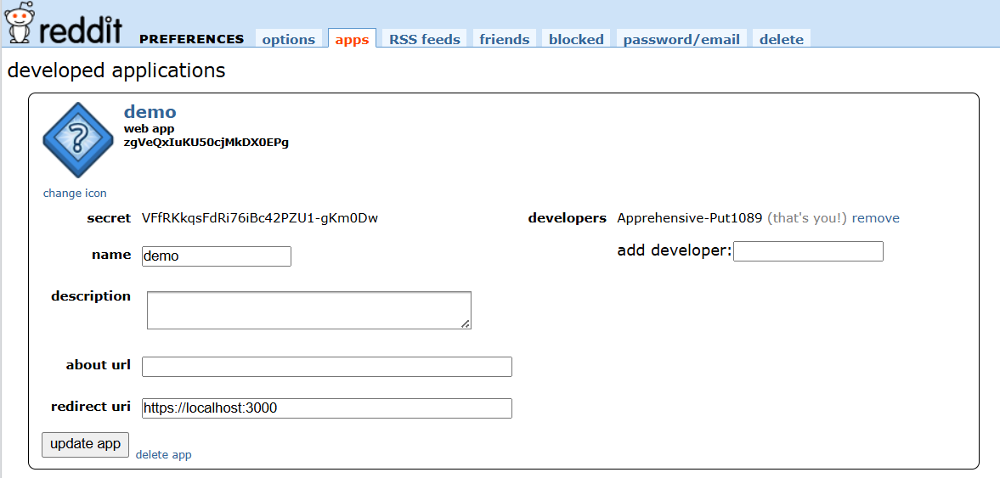 reddit PREFERENCES options apps RSS feeds friends blocked password/email delete
developed applications
?
demo
web app
zgVeQxIuKU50cjMkDX0EPg
change icon
secret VFfRKkqsFdRi76iBc42PZU1-gKm0Dw developers Apprehensive-Put1089 (that's you!) remove
name demo add developer:
description
about url
redirect uri https://localhost:3000
update app delete app